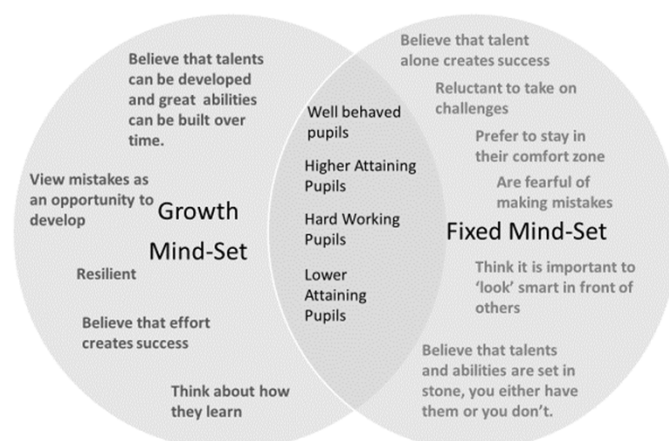 Believe that talents
can be developed
and great abilities
can be built over
time.
View mistakes as
an opportunity to
develop
Growth
Mind-Set
Resilient
Believe that effort
creates success
Think about how
they learn
Well behaved
pupils
Higher Attaining
Pupils
Hard Working
Pupils
Lower
Attaining
Pupils
Believe that talent
alone creates success
Reluctant to take on
challenges
Prefer to stay in
their comfort zone
Are fearful of
making mistakes
Fixed Mind-Set
Think it is important to
‘look’ smart in front of
others
Believe that talents
and abilities are set in
stone, you either have
them or you don’t.